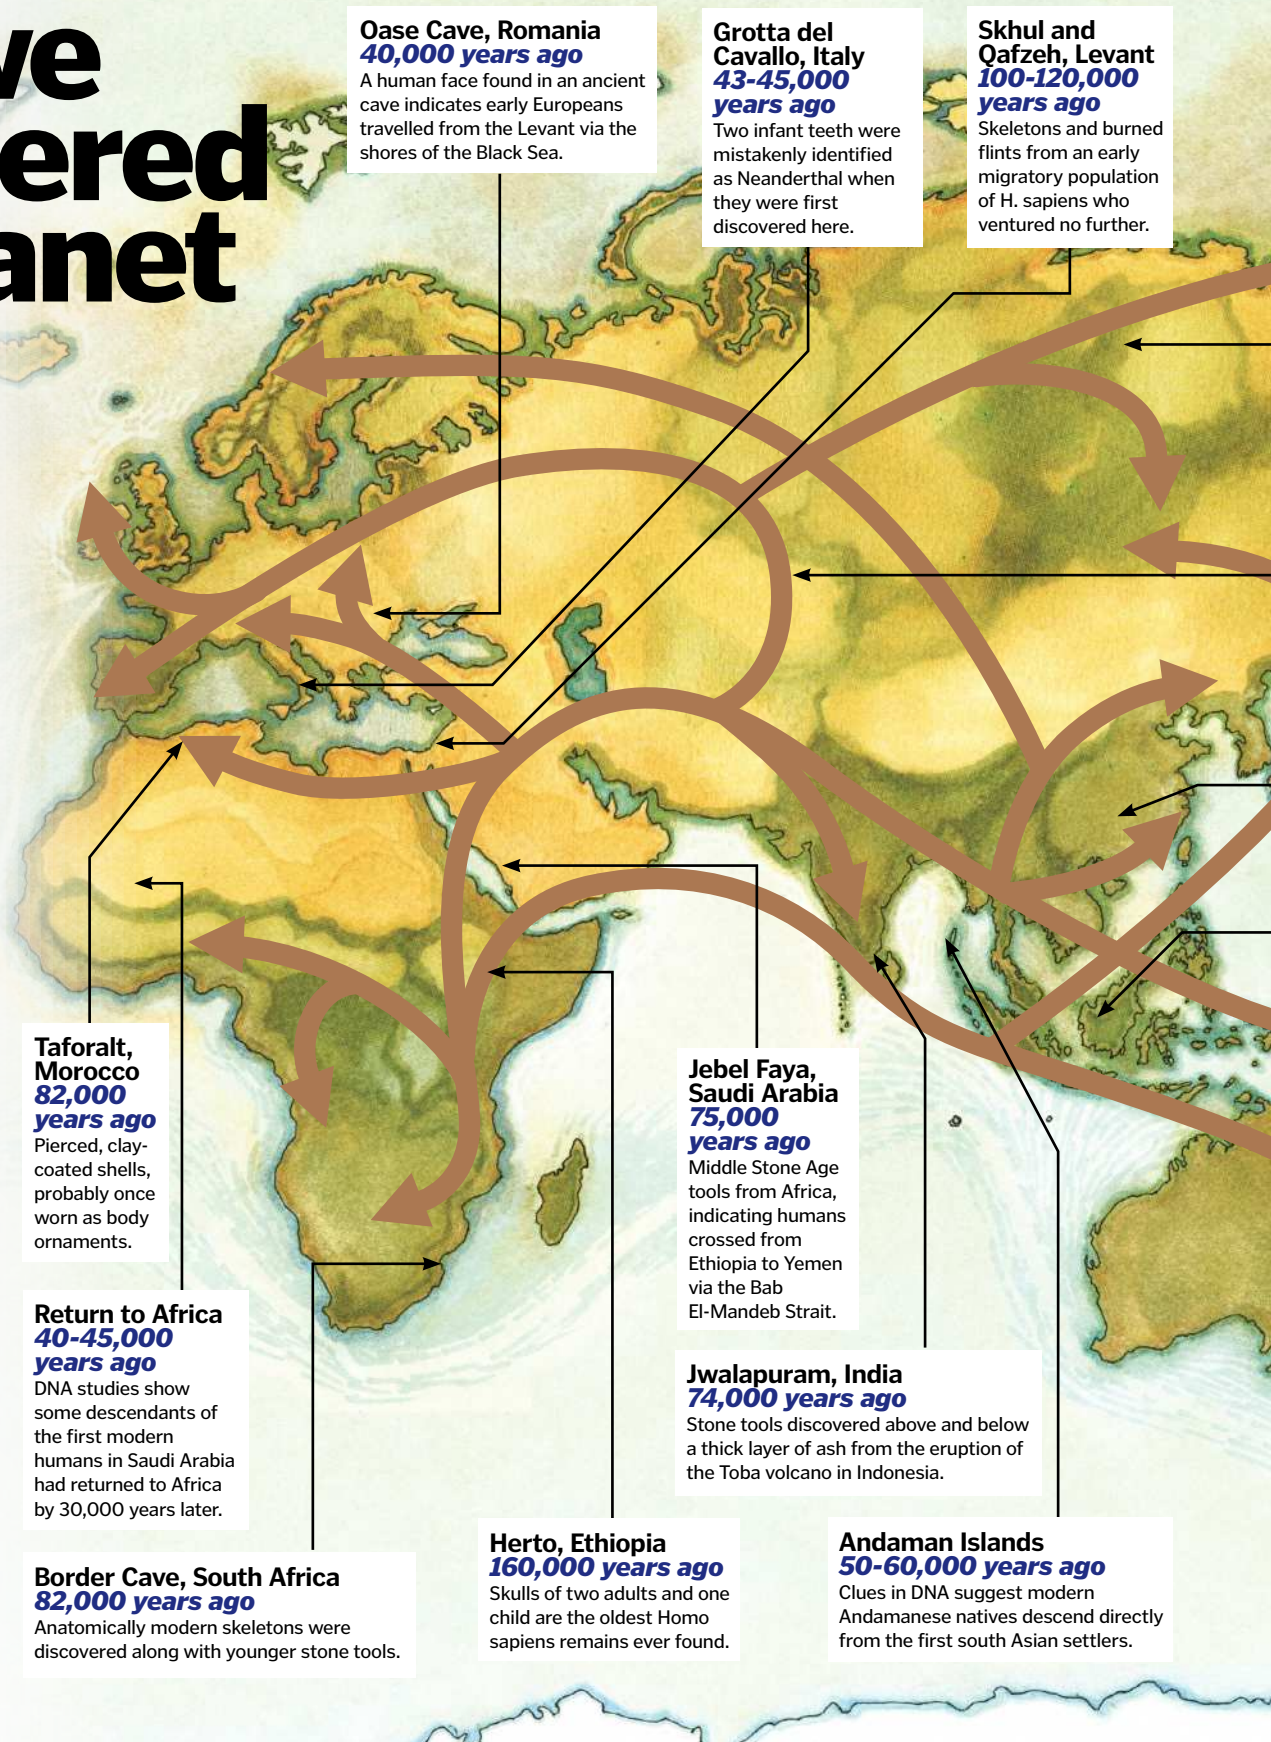 we
ered
anet
Oase Cave, Romania
40,000 years ago
A human face found in an ancient
cave indicates early Europeans
travelled from the Levant via the
shores of the Black Sea.
Grotta del
Cavallo, Italy
43-45,000
years ago
Two infant teeth were
mistakenly identified
as Neanderthal when
they were first
discovered here.
Skhul and
Qafzeh, Levant
100-120,000
years ago
Skeletons and burned
flints from an early
migratory population
of H. sapiens who
ventured no further.
Taforalt,
Morocco
82,000
years ago
Pierced, clay-
coated shells,
probably once
worn as body
ornaments.
Return to Africa
40-45,000
years ago
DNA studies show
some descendants of
the first modern
humans in Saudi Arabia
had returned to Africa
by 30,000 years later.
Border Cave, South Africa
82,000 years ago
Anatomically modern skeletons were
discovered along with younger stone tools.
Herto, Ethiopia
160,000 years ago
Skulls of two adults and one
child are the oldest Homo
sapiens remains ever found.
Jebel Faya,
Saudi Arabia
75,000
years ago
Middle Stone Age
tools from Africa,
indicating humans
crossed from
Ethiopia to Yemen
via the Bab
El-Mandeb Strait.
Jwalapuram, India
74,000 years ago
Stone tools discovered above and below
a thick layer of ash from the eruption of
the Toba volcano in Indonesia.
Andaman Islands
50-60,000 years ago
Clues in DNA suggest modern
Andamanese natives descend directly
from the first south Asian settlers.